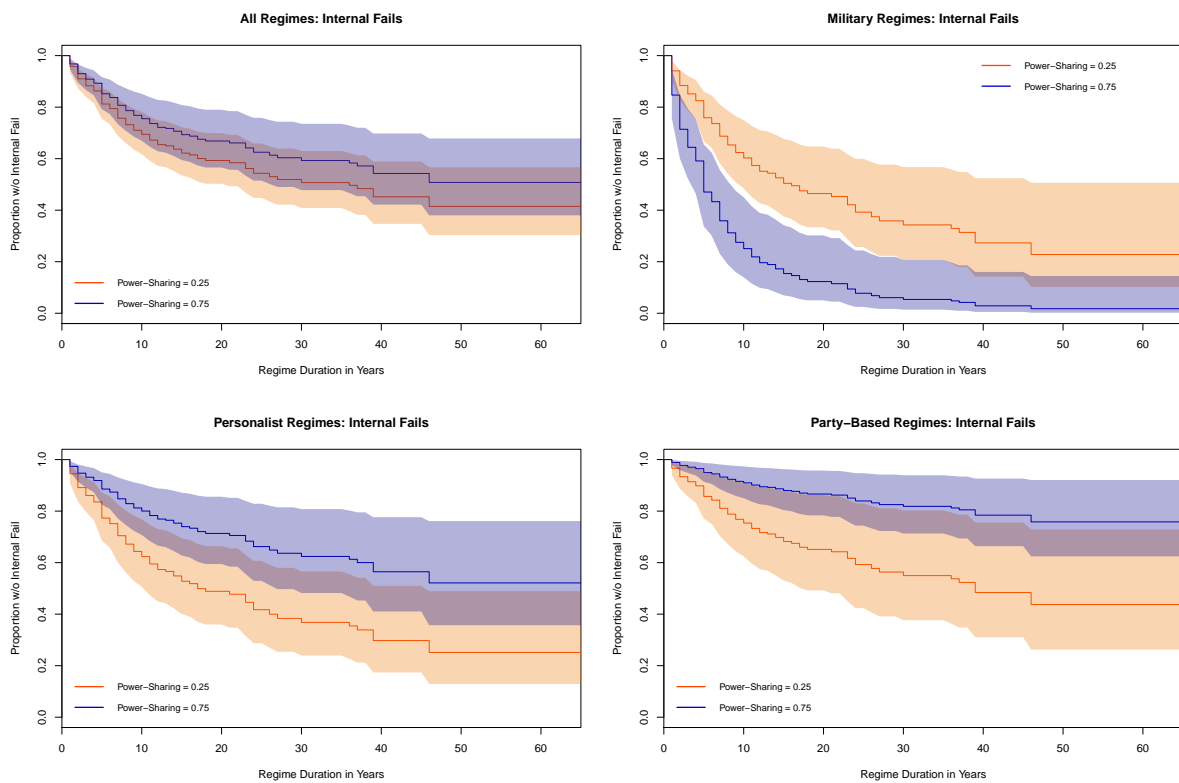 All Regimes: Internal Fails
Proportion w/o Internal Fail
1.0
0.8
0.6
0.4
0.2
0.0
Power−Sharing = 0.25
Power−Sharing = 0.75
0 10 20 30 40 50 60
Regime Duration in Years
Military Regimes: Internal Fails
Proportion w/o Internal Fail
1.0
0.8
0.6
0.4
0.2
0.0
Power−Sharing = 0.25
Power−Sharing = 0.75
0 10 20 30 40 50 60
Regime Duration in Years
Personalist Regimes: Internal Fails
Proportion w/o Internal Fail
1.0
0.8
0.6
0.4
0.2
0.0
Power−Sharing = 0.25
Power−Sharing = 0.75
0 10 20 30 40 50 60
Regime Duration in Years
Party−Based Regimes: Internal Fails
Proportion w/o Internal Fail
1.0
0.8
0.6
0.4
0.2
0.0
Power−Sharing = 0.25
Power−Sharing = 0.75
0 10 20 30 40 50 60
Regime Duration in Years